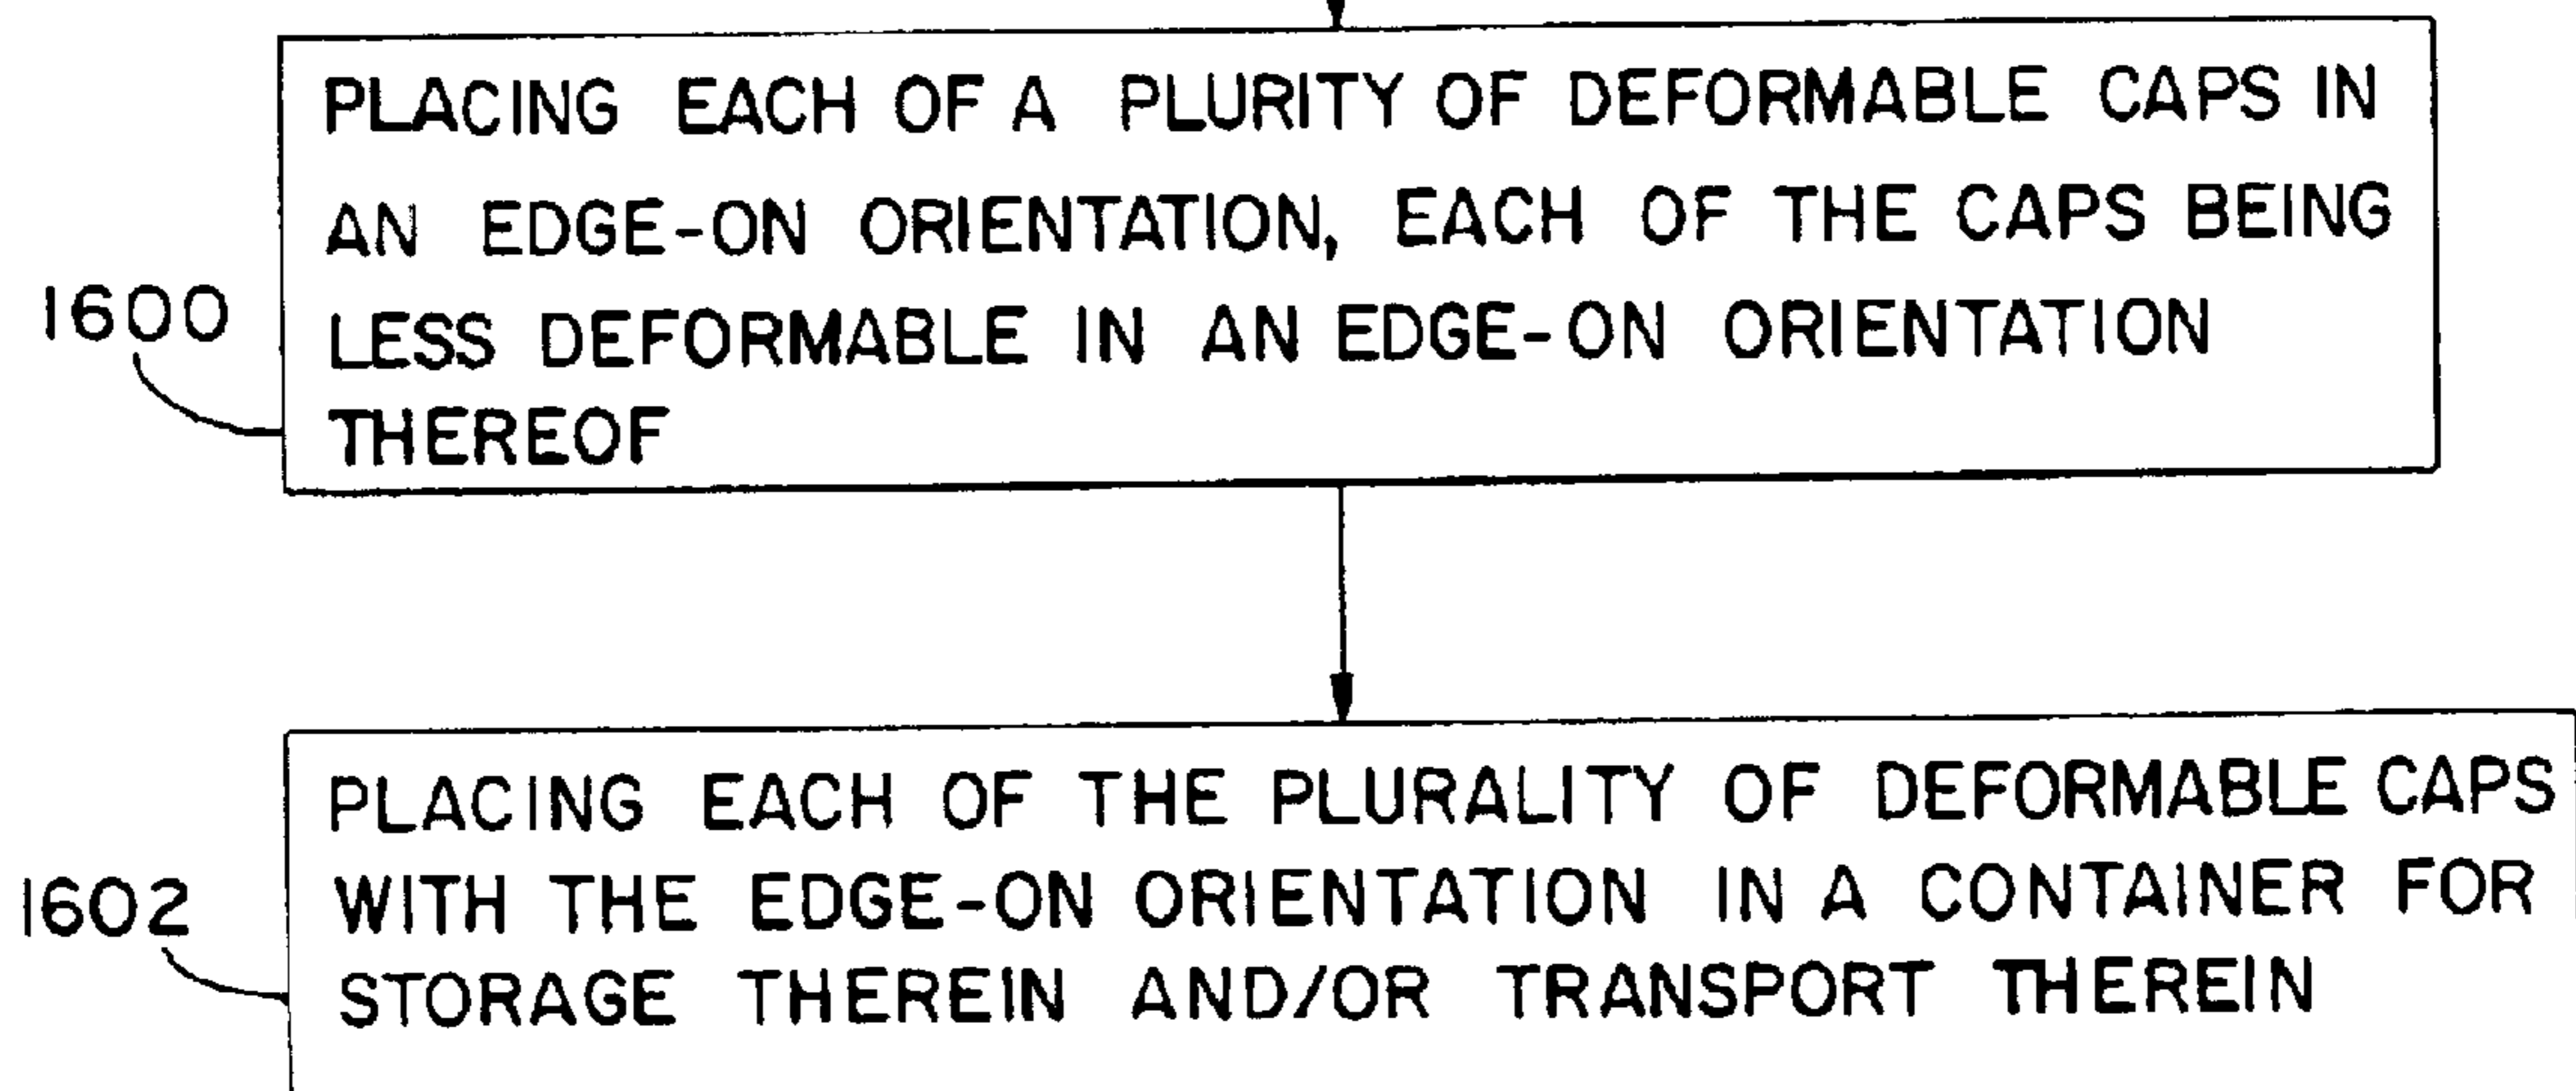 PLACING EACH OF A PLURITY OF DEFORMABLE CAPS IN
AN EDGE-ON ORIENTATION, EACH OF THE CAPS BEING
LESS DEFORMABLE IN AN EDGE-ON ORIENTATION
THEREOF
1600
PLACING EACH OF THE PLURALITY OF DEFORMABLE CAPS
WITH THE EDGE-ON ORIENTATION IN A CONTAINER FOR
STORAGE THEREIN AND/OR TRANSPORT THEREIN
1602